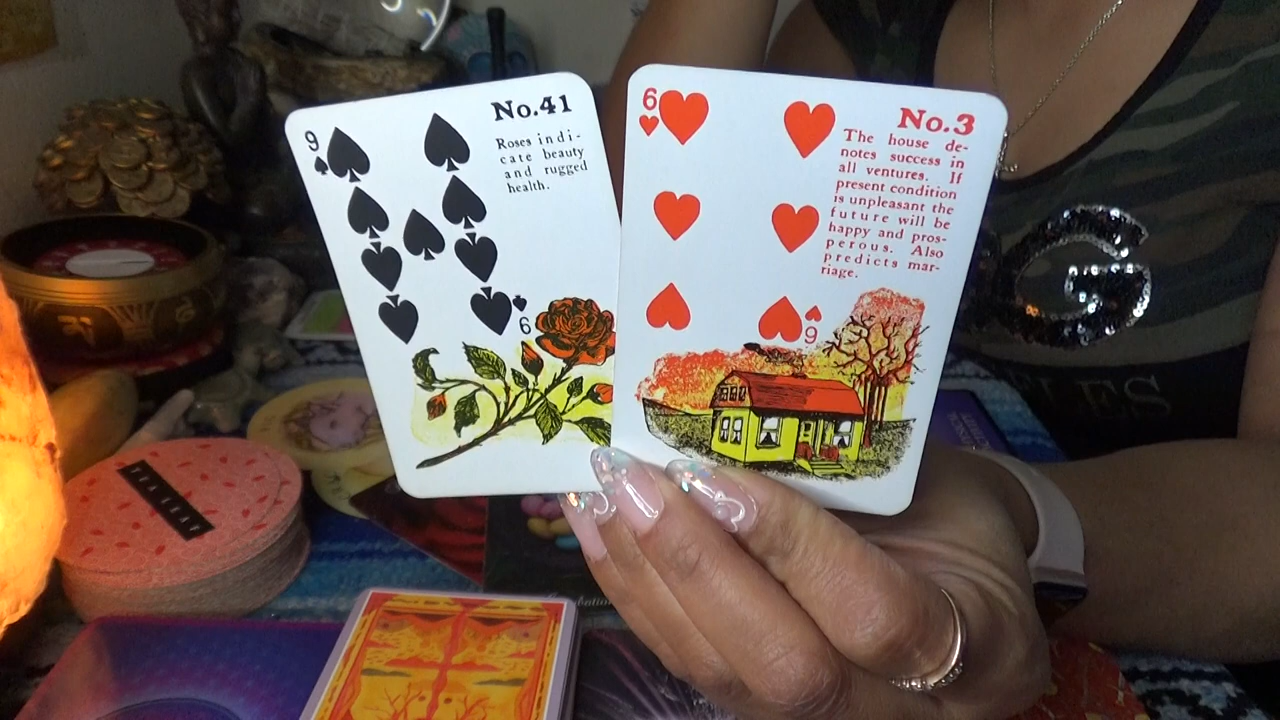 9
No.41
Roses indi-
cate beauty
and rugged
health.
9
6
No.3
The house de-
notes success in
all ventures. If
present condition
is unpleasant the
future will be
happy and pros-
perous. Also
predicts mar-
riage.
6
G